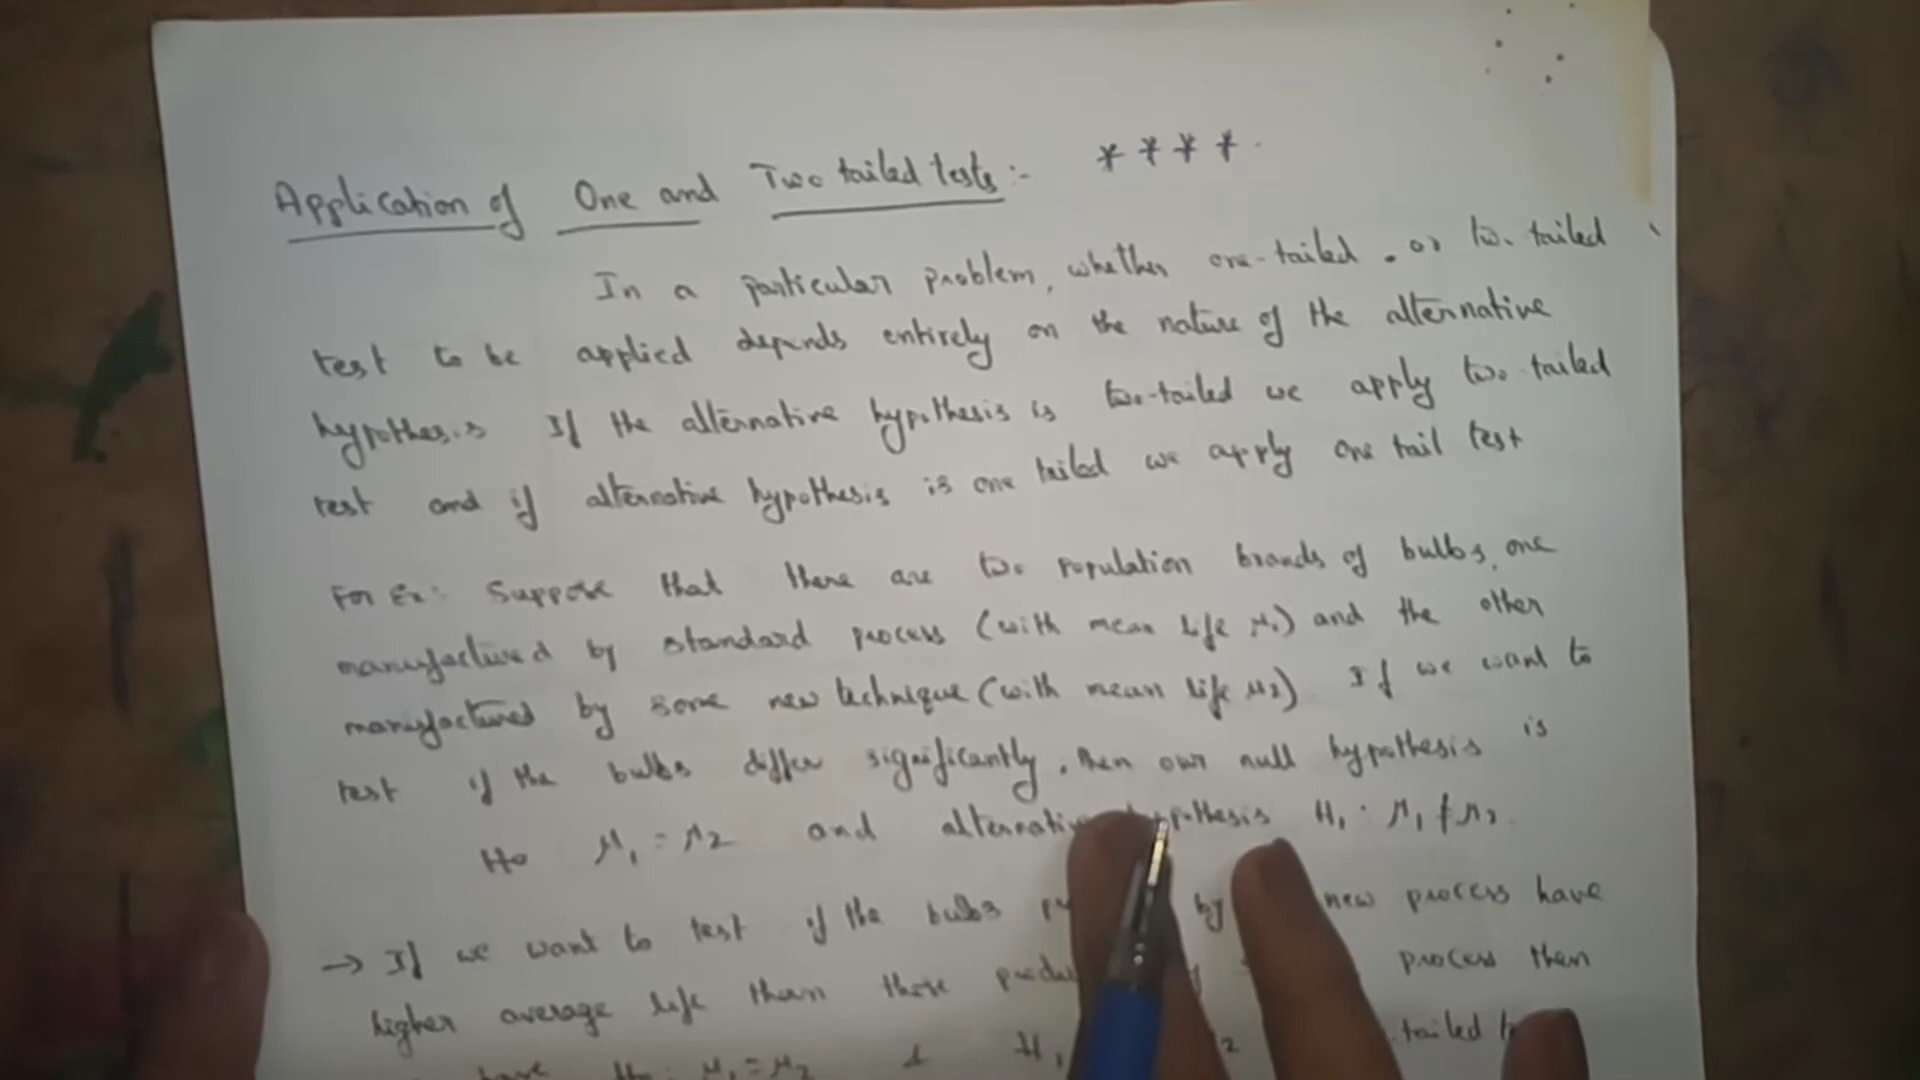 Application of One and Two tailed tests :- ****.
In a particular problem, whether one-tailed . or two tailed
test to be applied depends entirely on the nature of the alternative
hypothesis If the alternative hypothesis is two-tailed we apply two tailed
test and if alternative hypothesis is one tailed we apply one tail test
For Ex: Suppose that there are two population brands of bulbs, one
manufactured by standard process (with mean life μ₁) and the other
manufactured by some new technique (with mean life μ₂) If we want to
test if the bulbs differ significantly, then our null hypothesis is
Ho μ₁ = μ₂ and alternative hypothesis H₁ : μ₁ ≠ μ₂.
→ If we want to test if the bulbs by new process have
higher average life than those process then
have Ho: μ₁ = μ₂ & H₁ 2 tailed